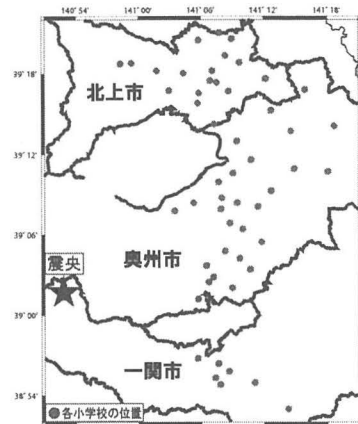 140 54' 141 00' 141 06' 141 12' 141 18'
39 18'
北上市
39 12'
39 06'
奥州市
震央
39 00'
一関市
38 54'
各小学校の位置